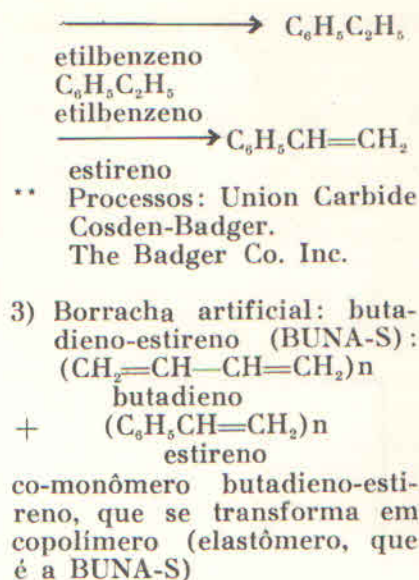 ⟶ C₆H₅C₂H₅
etilbenzeno
C₆H₅C₂H₅
etilbenzeno
⟶ C₆H₅CH=CH₂
estireno
** Processos: Union Carbide
Cosden-Badger.
The Badger Co. Inc.
3) Borracha artificial: buta-
dieno-estireno (BUNA-S):
(CH₂=CH—CH=CH₂)n
butadieno
+ (C₆H₅CH=CH₂)n
estireno
co-monômero butadieno-esti-
reno, que se transforma em
copolímero (elastômero, que
é a BUNA-S)